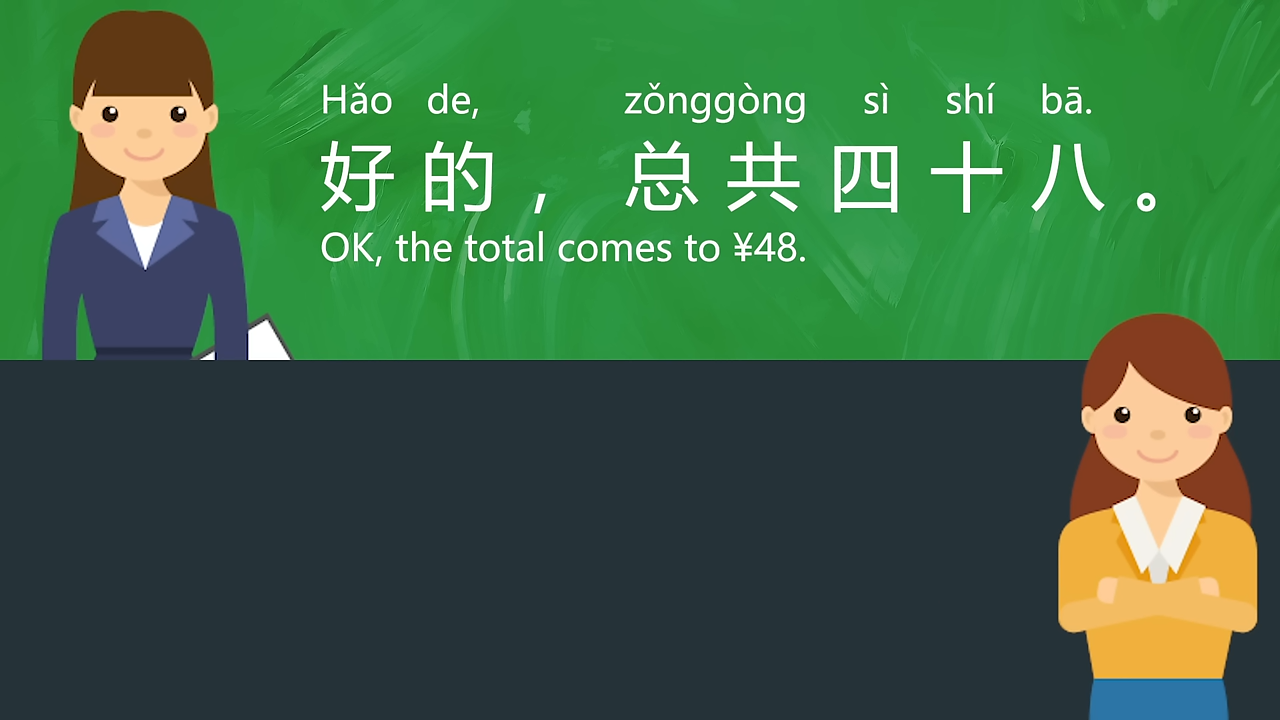 Hǎo de, zǒnggòng sì shí bā.
好的，总共四十八。
OK, the total comes to ¥48.